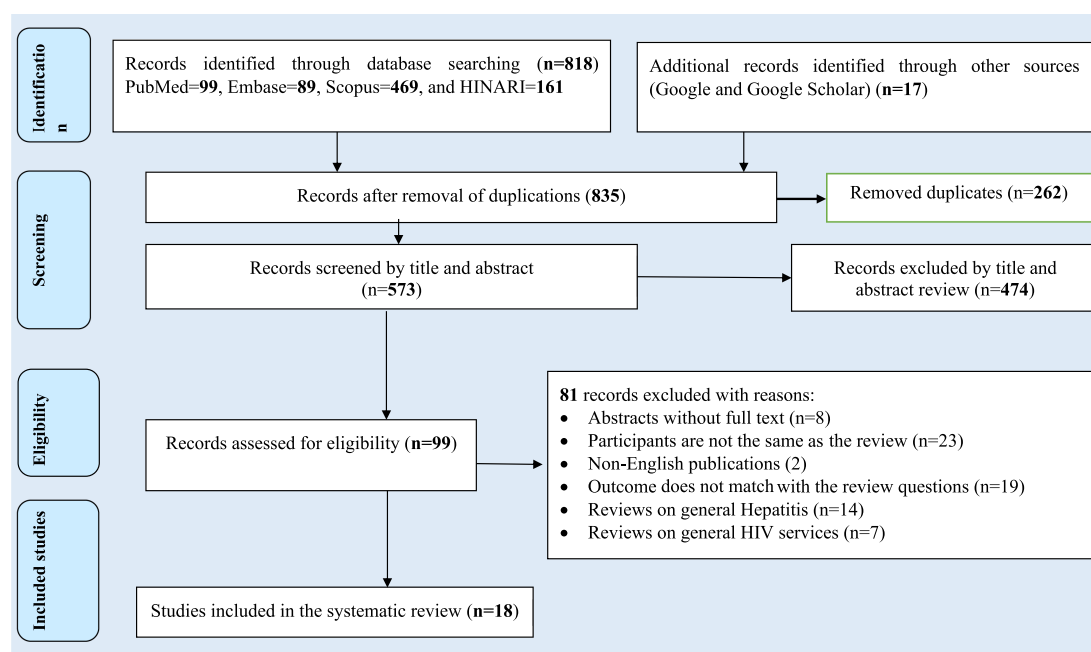 Identificatio
n
Records identified through database searching (n=818)
PubMed=99, Embase=89, Scopus=469, and HINARI=161
Additional records identified through other sources
(Google and Google Scholar) (n=17)
Screening
Records after removal of duplications (835)
Removed duplicates (n=262)
Records screened by title and abstract
(n=573)
Records excluded by title and
abstract review (n=474)
Eligibility
Records assessed for eligibility (n=99)
81 records excluded with reasons:
• Abstracts without full text (n=8)
• Participants are not the same as the review (n=23)
• Non-English publications (2)
• Outcome does not match with the review questions (n=19)
• Reviews on general Hepatitis (n=14)
• Reviews on general HIV services (n=7)
Included studies
Studies included in the systematic review (n=18)